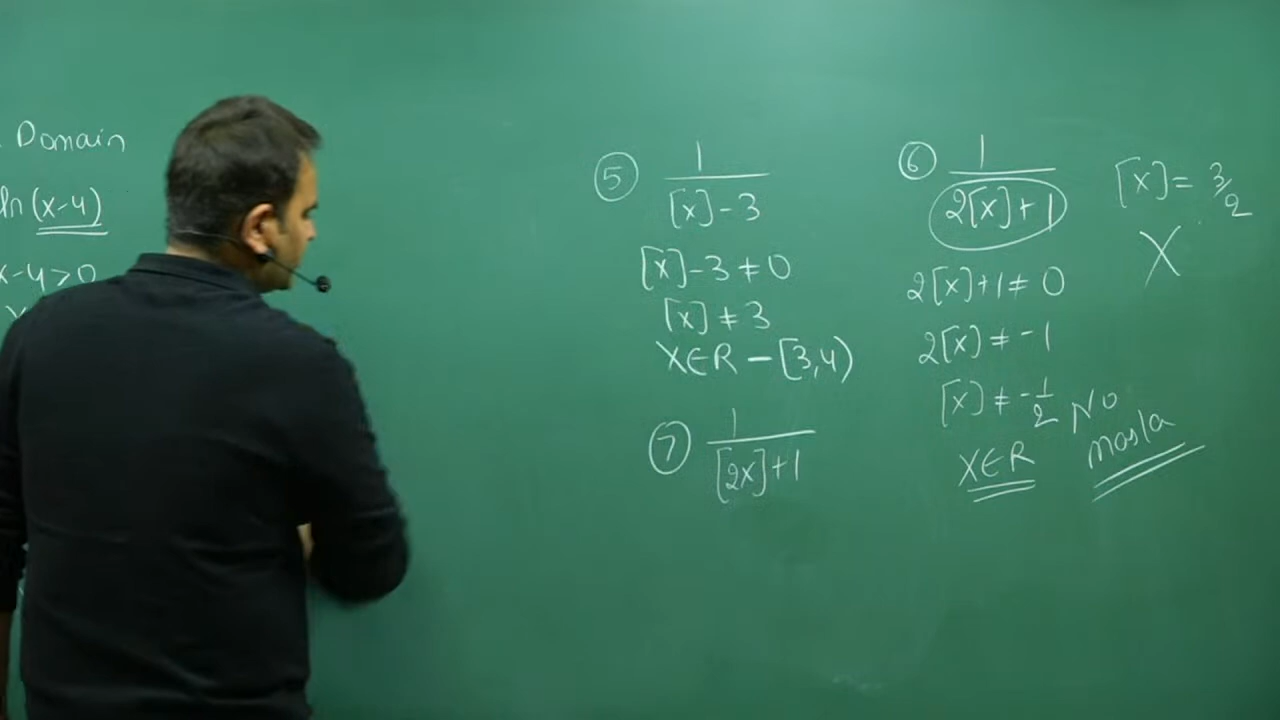 Domain
ln(x-4)
x-4>0
⑤ 1/([x]-3)
[x]-3≠0
[x]≠3
x∈R-[3,4)
⑥ 1/(2[x]+1)
2[x]+1≠0
2[x]≠-1
[x]≠-1/2 No masla
x∈R
[x]=3/2
X
⑦ 1/([2x]+1)